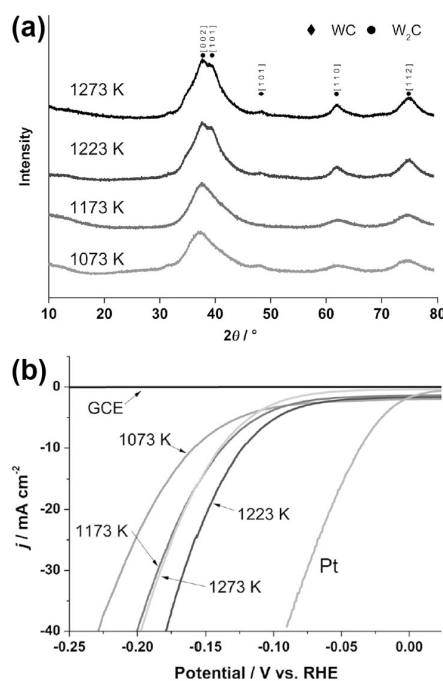 (a)
◆ WC ● W₂C
[002]
[101]
[101]
[110]
[112]
1273 K
1223 K
1173 K
1073 K
Intensity
10 20 30 40 50 60 70 80
2θ / °
(b)
0
-10
-20
-30
-40
j / mA cm⁻²
GCE
1073 K
1223 K
1173 K
1273 K
Pt
-0.25 -0.20 -0.15 -0.10 -0.05 0.00
Potential / V vs. RHE